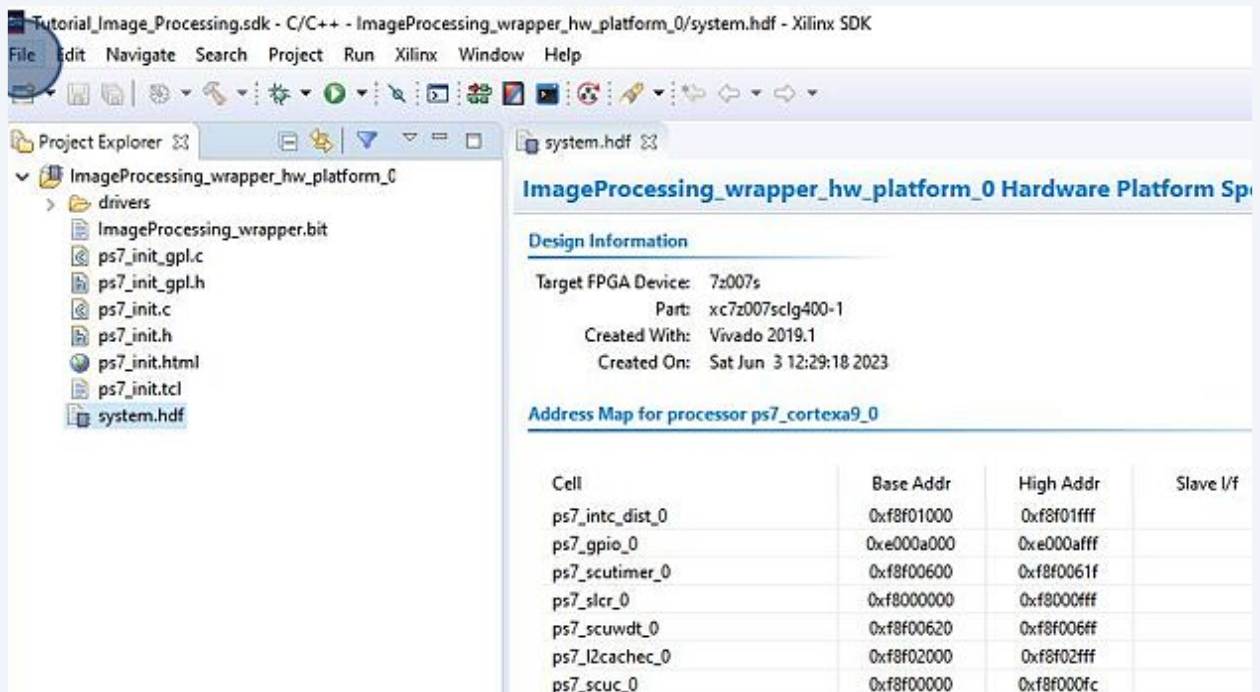 Tutorial_Image_Processing.sdk - C/C++ - ImageProcessing_wrapper_hw_platform_0/system.hdf - Xilinx SDK
File Edit Navigate Search Project Run Xilinx Window Help
Project Explorer
ImageProcessing_wrapper_hw_platform_0
drivers
ImageProcessing_wrapper.bit
ps7_init_gpl.c
ps7_init_gpl.h
ps7_init.c
ps7_init.h
ps7_init.html
ps7_init.tcl
system.hdf
system.hdf
ImageProcessing_wrapper_hw_platform_0 Hardware Platform Sp
Design Information
Target FPGA Device: 7z007s
Part: xc7z007sclg400-1
Created With: Vivado 2019.1
Created On: Sat Jun 3 12:29:18 2023
Address Map for processor ps7_cortexa9_0
Cell Base Addr High Addr Slave I/f
ps7_intc_dist_0 0xf8f01000 0xf8f01fff
ps7_gpio_0 0xe000a000 0xe000afff
ps7_scutimer_0 0xf8f00600 0xf8f0061f
ps7_slcr_0 0xf8000000 0xf8000fff
ps7_scuwdt_0 0xf8f00620 0xf8f006ff
ps7_l2cachec_0 0xf8f02000 0xf8f02fff
ps7_scuc_0 0xf8f00000 0xf8f000fc